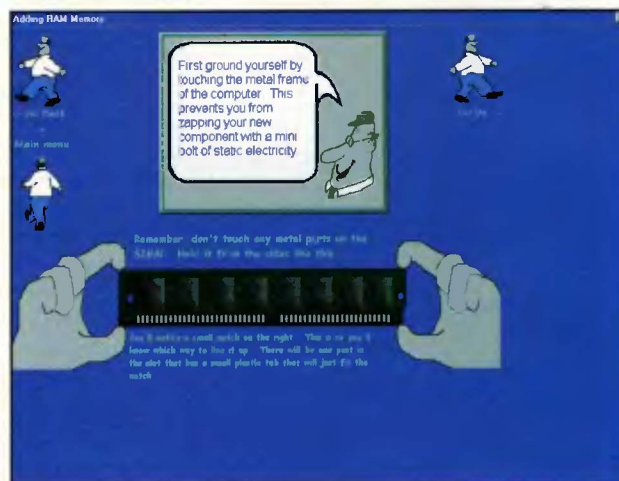 Adding RAM Memory
First ground yourself by
touching the metal frame
of the computer. This
prevents you from
zapping your new
component with a mini
bolt of static electricity
Main menu
Remember don't touch any metal parts on the
SIMM. Hold it from the sides like this
You'll notice a small notch on the right. This is so you'll
know which way to line it up. There will be one part in
the slot that has a small plastic tab that will just fit the
notch